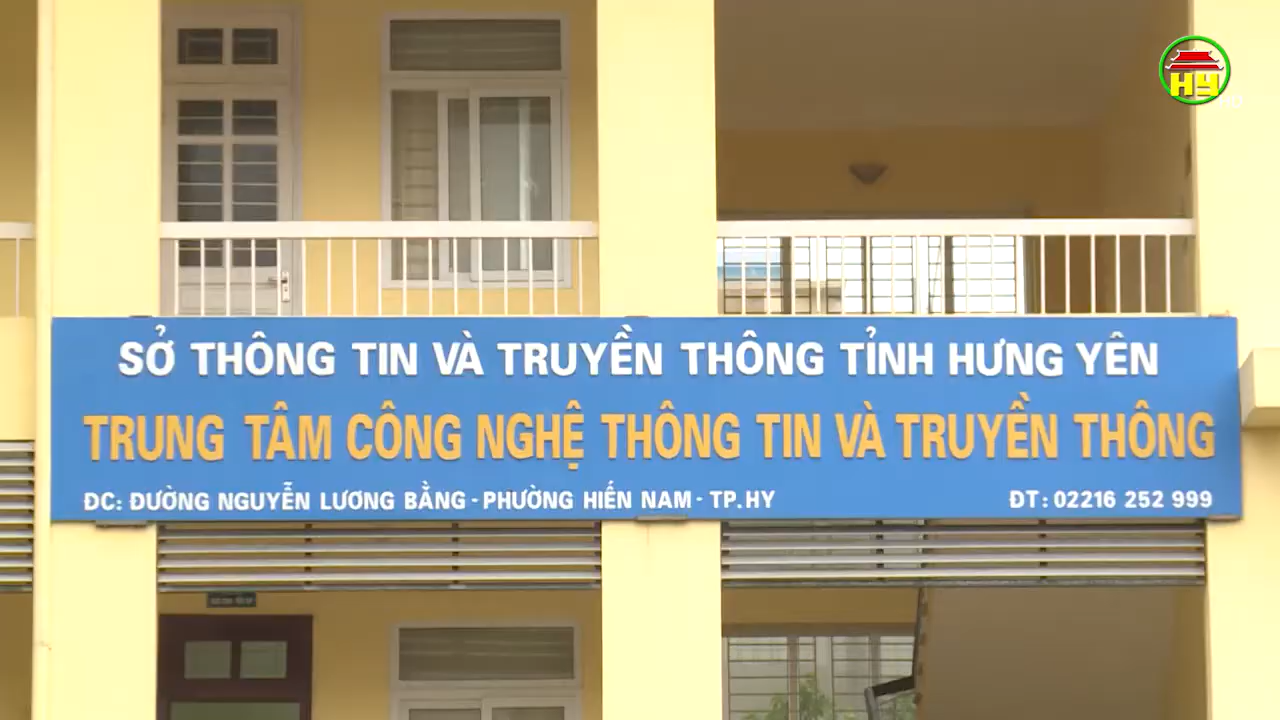 HY
SỞ THÔNG TIN VÀ TRUYỀN THÔNG TỈNH HƯNG YÊN
TRUNG TÂM CÔNG NGHỆ THÔNG TIN VÀ TRUYỀN THÔNG
ĐC: ĐƯỜNG NGUYỄN LƯƠNG BẰNG - PHƯỜNG HIẾN NAM - TP.HY
ĐT: 02216 252 999